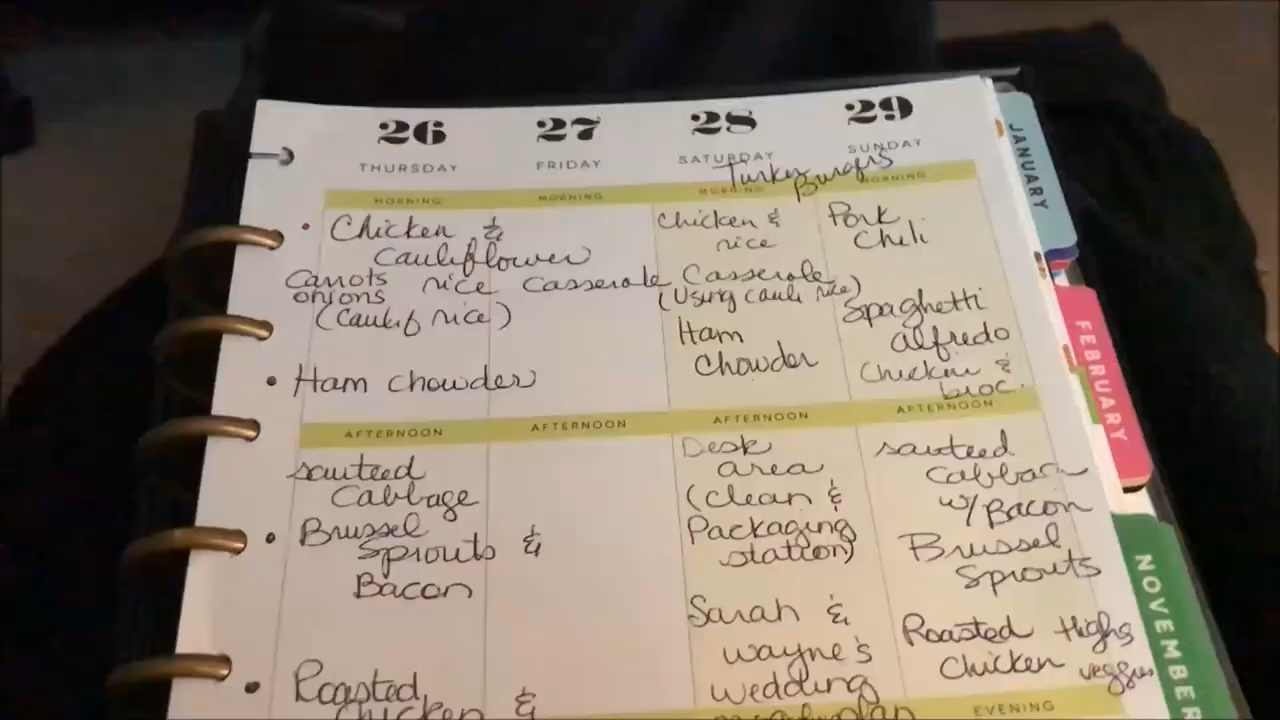 26 27 28 29
THURSDAY FRIDAY SATURDAY SUNDAY
Turkey
Burgers
MORNING MORNING MORNING MORNING
• Chicken &
Cauliflower
Carrots rice Casserole
onions
(Caulif rice)
• Ham chowder
Chicken &
rice
Casserole
(Using cauli rice)
Ham
Chowder
Pork
Chili
Spaghetti
alfredo
Chicken &
broc.
AFTERNOON AFTERNOON AFTERNOON AFTERNOON
sauteed
Cabbage
• Brussel
Sprouts &
Bacon
• Roasted
Chicken &
Desk
area
(clean &
Packaging
station)
Sarah &
wayne's
wedding
sauteed
w/ Bacon
Brussel
Sprouts
Roasted Thighs
Chicken veggies
EVENING
JANUARY
FEBRUARY
NOVEMBER